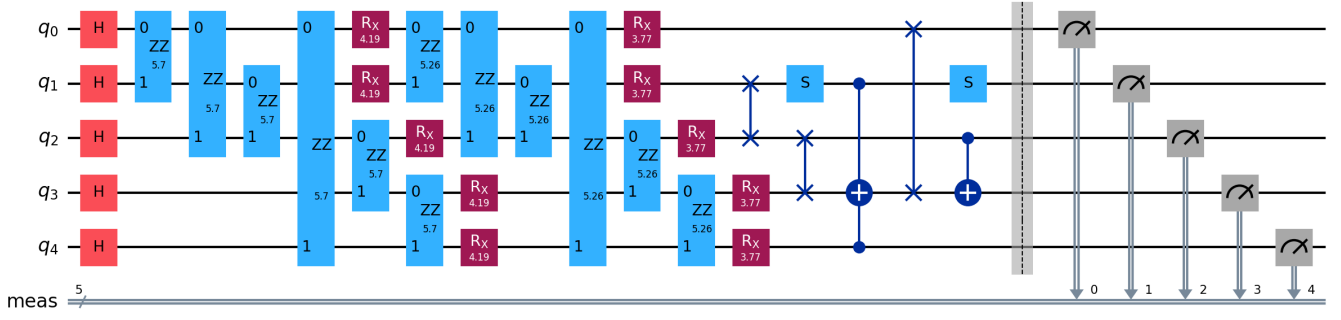 q0 H 0 ZZ 5.7 1 0 ZZ 5.7 1 0 ZZ 5.7 1 RX 4.19 0 ZZ 5.26 1 0 ZZ 5.26 1 0 ZZ 5.26 1 RX 3.77
q1 H 0 ZZ 5.7 1 RX 4.19 0 ZZ 5.26 1 RX 3.77 S S
q2 H 0 ZZ 5.7 1 RX 4.19 0 ZZ 5.26 1 RX 3.77
q3 H 0 ZZ 5.7 1 RX 4.19 0 ZZ 5.26 1 RX 3.77
q4 H RX 4.19 RX 3.77
meas 5 0 1 2 3 4